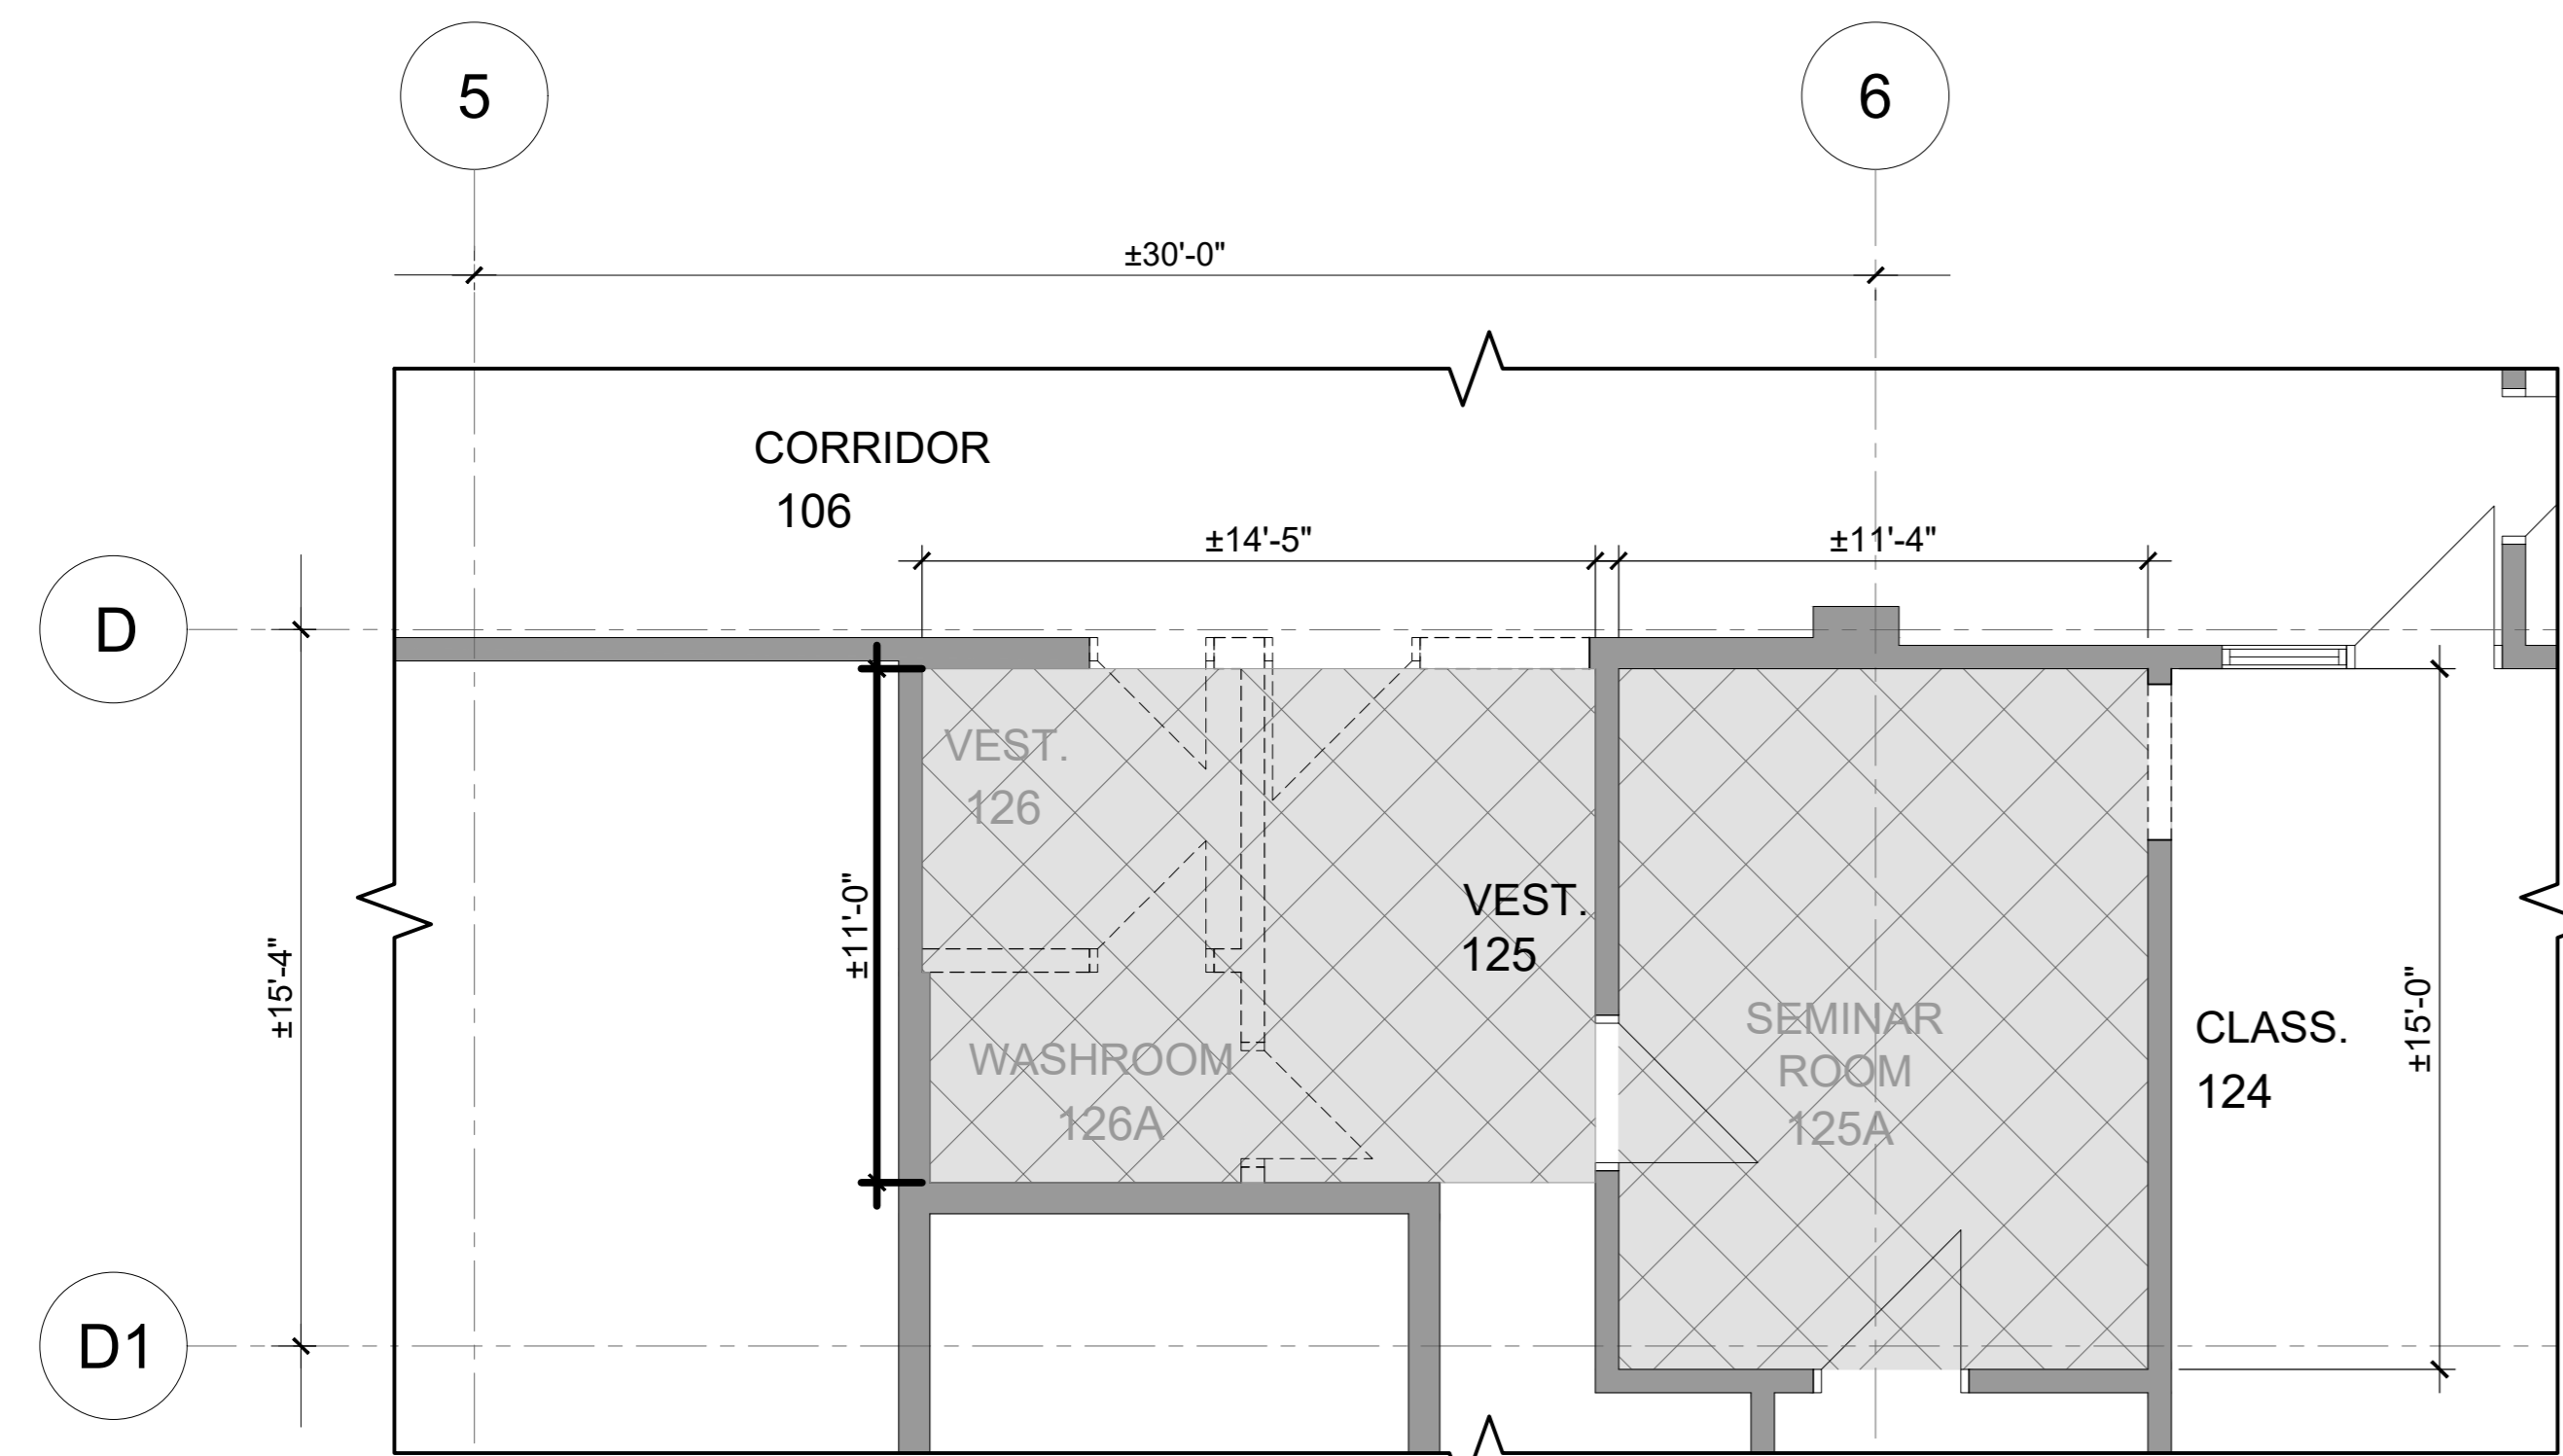 5
6
±30'-0"
CORRIDOR
106
±14'-5"
±11'-4"
D
VEST.
126
±11'-0"
VEST.
125
±15'-4"
±15'-0"
SEMINAR
ROOM
125A
CLASS.
124
WASHROOM
126A
D1